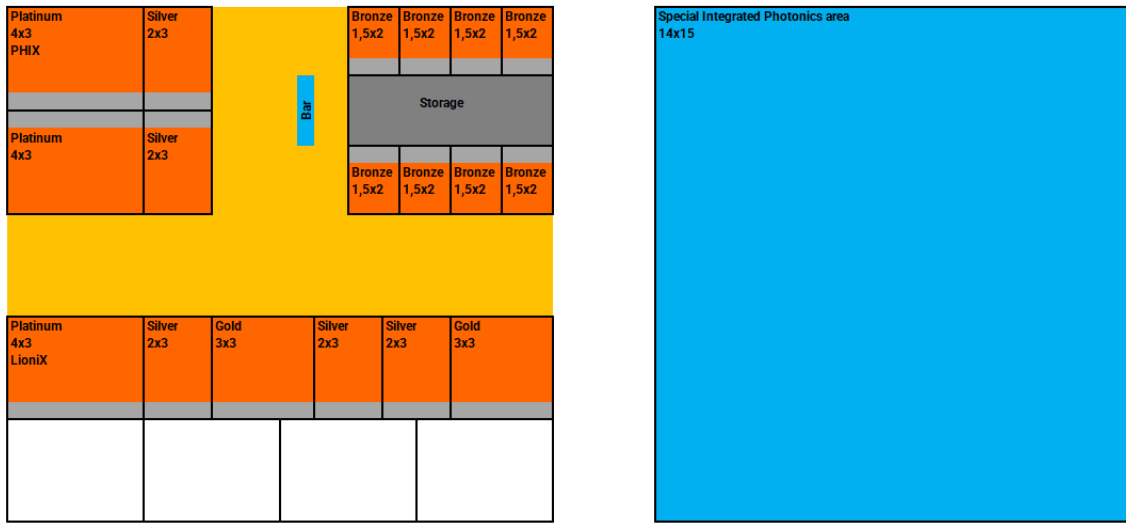 Platinum
4x3
PHIX
Silver
2x3
Bronze
1,5x2
Bronze
1,5x2
Bronze
1,5x2
Bronze
1,5x2
Special Integrated Photonics area
14x15
Bar
Storage
Platinum
4x3
Silver
2x3
Bronze
1,5x2
Bronze
1,5x2
Bronze
1,5x2
Bronze
1,5x2
Platinum
4x3
LioniX
Silver
2x3
Gold
3x3
Silver
2x3
Silver
2x3
Gold
3x3